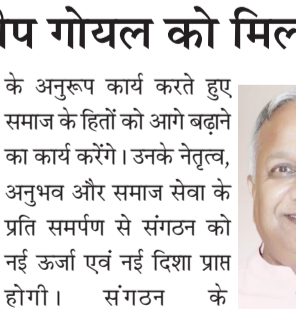 गोयल को
के अनुरूप कार्य करते हुए
समाज के हितों को आगे बढ़ाने
का कार्य करेंगे। उनके नेतृत्व,
अनुभव और समाज सेवा के
प्रति समर्पण से संगठन को
नई ऊर्जा एवं नई दिशा प्राप्त
होगी। संगठन के